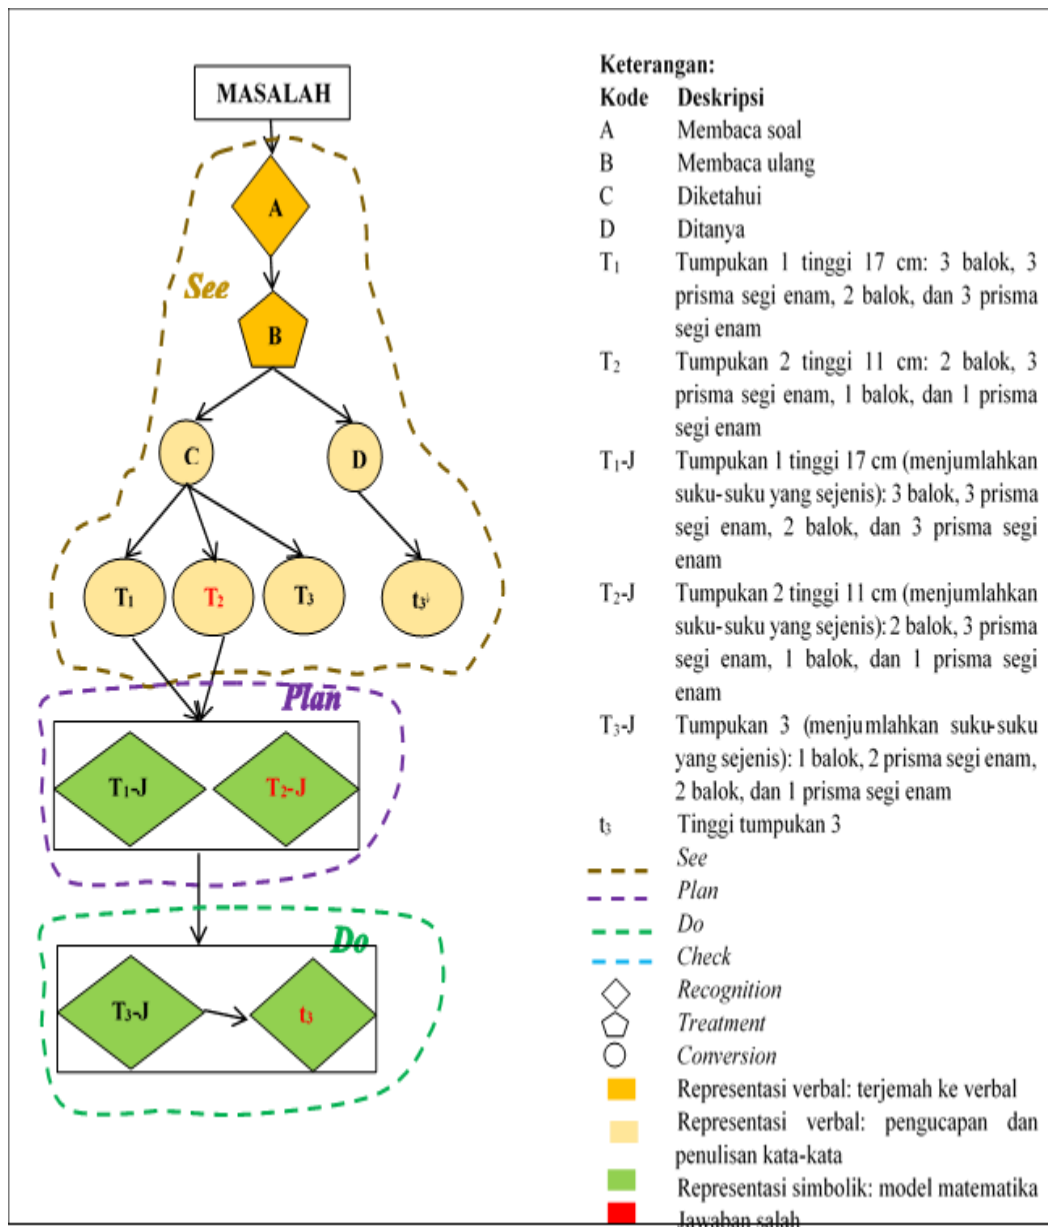 MASALAH
A
See
B
C
D
T₁
T₂
T₃
t₃↓
Plan
T₁-J
T₂-J
Do
T₃-J
t₃
Keterangan:
Kode Deskripsi
A Membaca soal
B Membaca ulang
C Diketahui
D Ditanya
T₁ Tumpukan 1 tinggi 17 cm: 3 balok, 3
prisma segi enam, 2 balok, dan 3 prisma
segi enam
T₂ Tumpukan 2 tinggi 11 cm: 2 balok, 3
prisma segi enam, 1 balok, dan 1 prisma
segi enam
T₁-J Tumpukan 1 tinggi 17 cm (menjumlahkan
suku-suku yang sejenis): 3 balok, 3 prisma
segi enam, 2 balok, dan 3 prisma segi
enam
T₂-J Tumpukan 2 tinggi 11 cm (menjumlahkan
suku-suku yang sejenis): 2 balok, 3 prisma
segi enam, 1 balok, dan 1 prisma segi
enam
T₃-J Tumpukan 3 (menjumlahkan suku-suku
yang sejenis): 1 balok, 2 prisma segi enam,
2 balok, dan 1 prisma segi enam
t₃ Tinggi tumpukan 3
See
Plan
Do
Check
Recognition
Treatment
Conversion
Representasi verbal: terjemah ke verbal
Representasi verbal: pengucapan dan
penulisan kata-kata
Representasi simbolik: model matematika
Jawaban salah